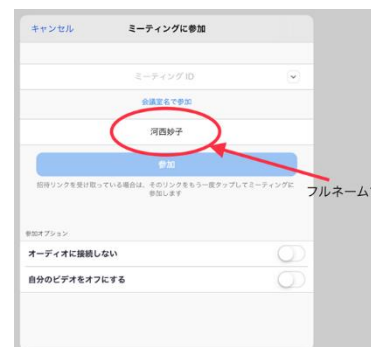 キャンセル ミーティングに参加
ミーティング ID
会議室名で参加
河西妙子
参加
招待リンクを受け取っている場合は、そのリンクをもう一度タップしてミーティングに
参加します
フルネーム
参加オプション
オーディオに接続しない
自分のビデオをオフにする